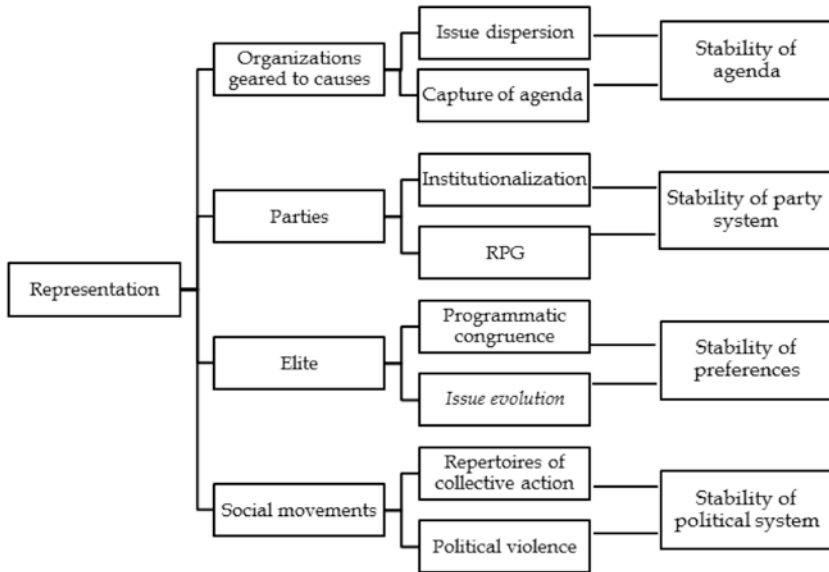 Issue dispersion
Organizations
geared to causes
Stability of
agenda
Capture of agenda
Institutionalization
Parties
Stability of party
system
RPG
Representation
Programmatic
congruence
Elite
Stability of
preferences
Issue evolution
Repertoires of
collective action
Social movements
Stability of
political system
Political violence